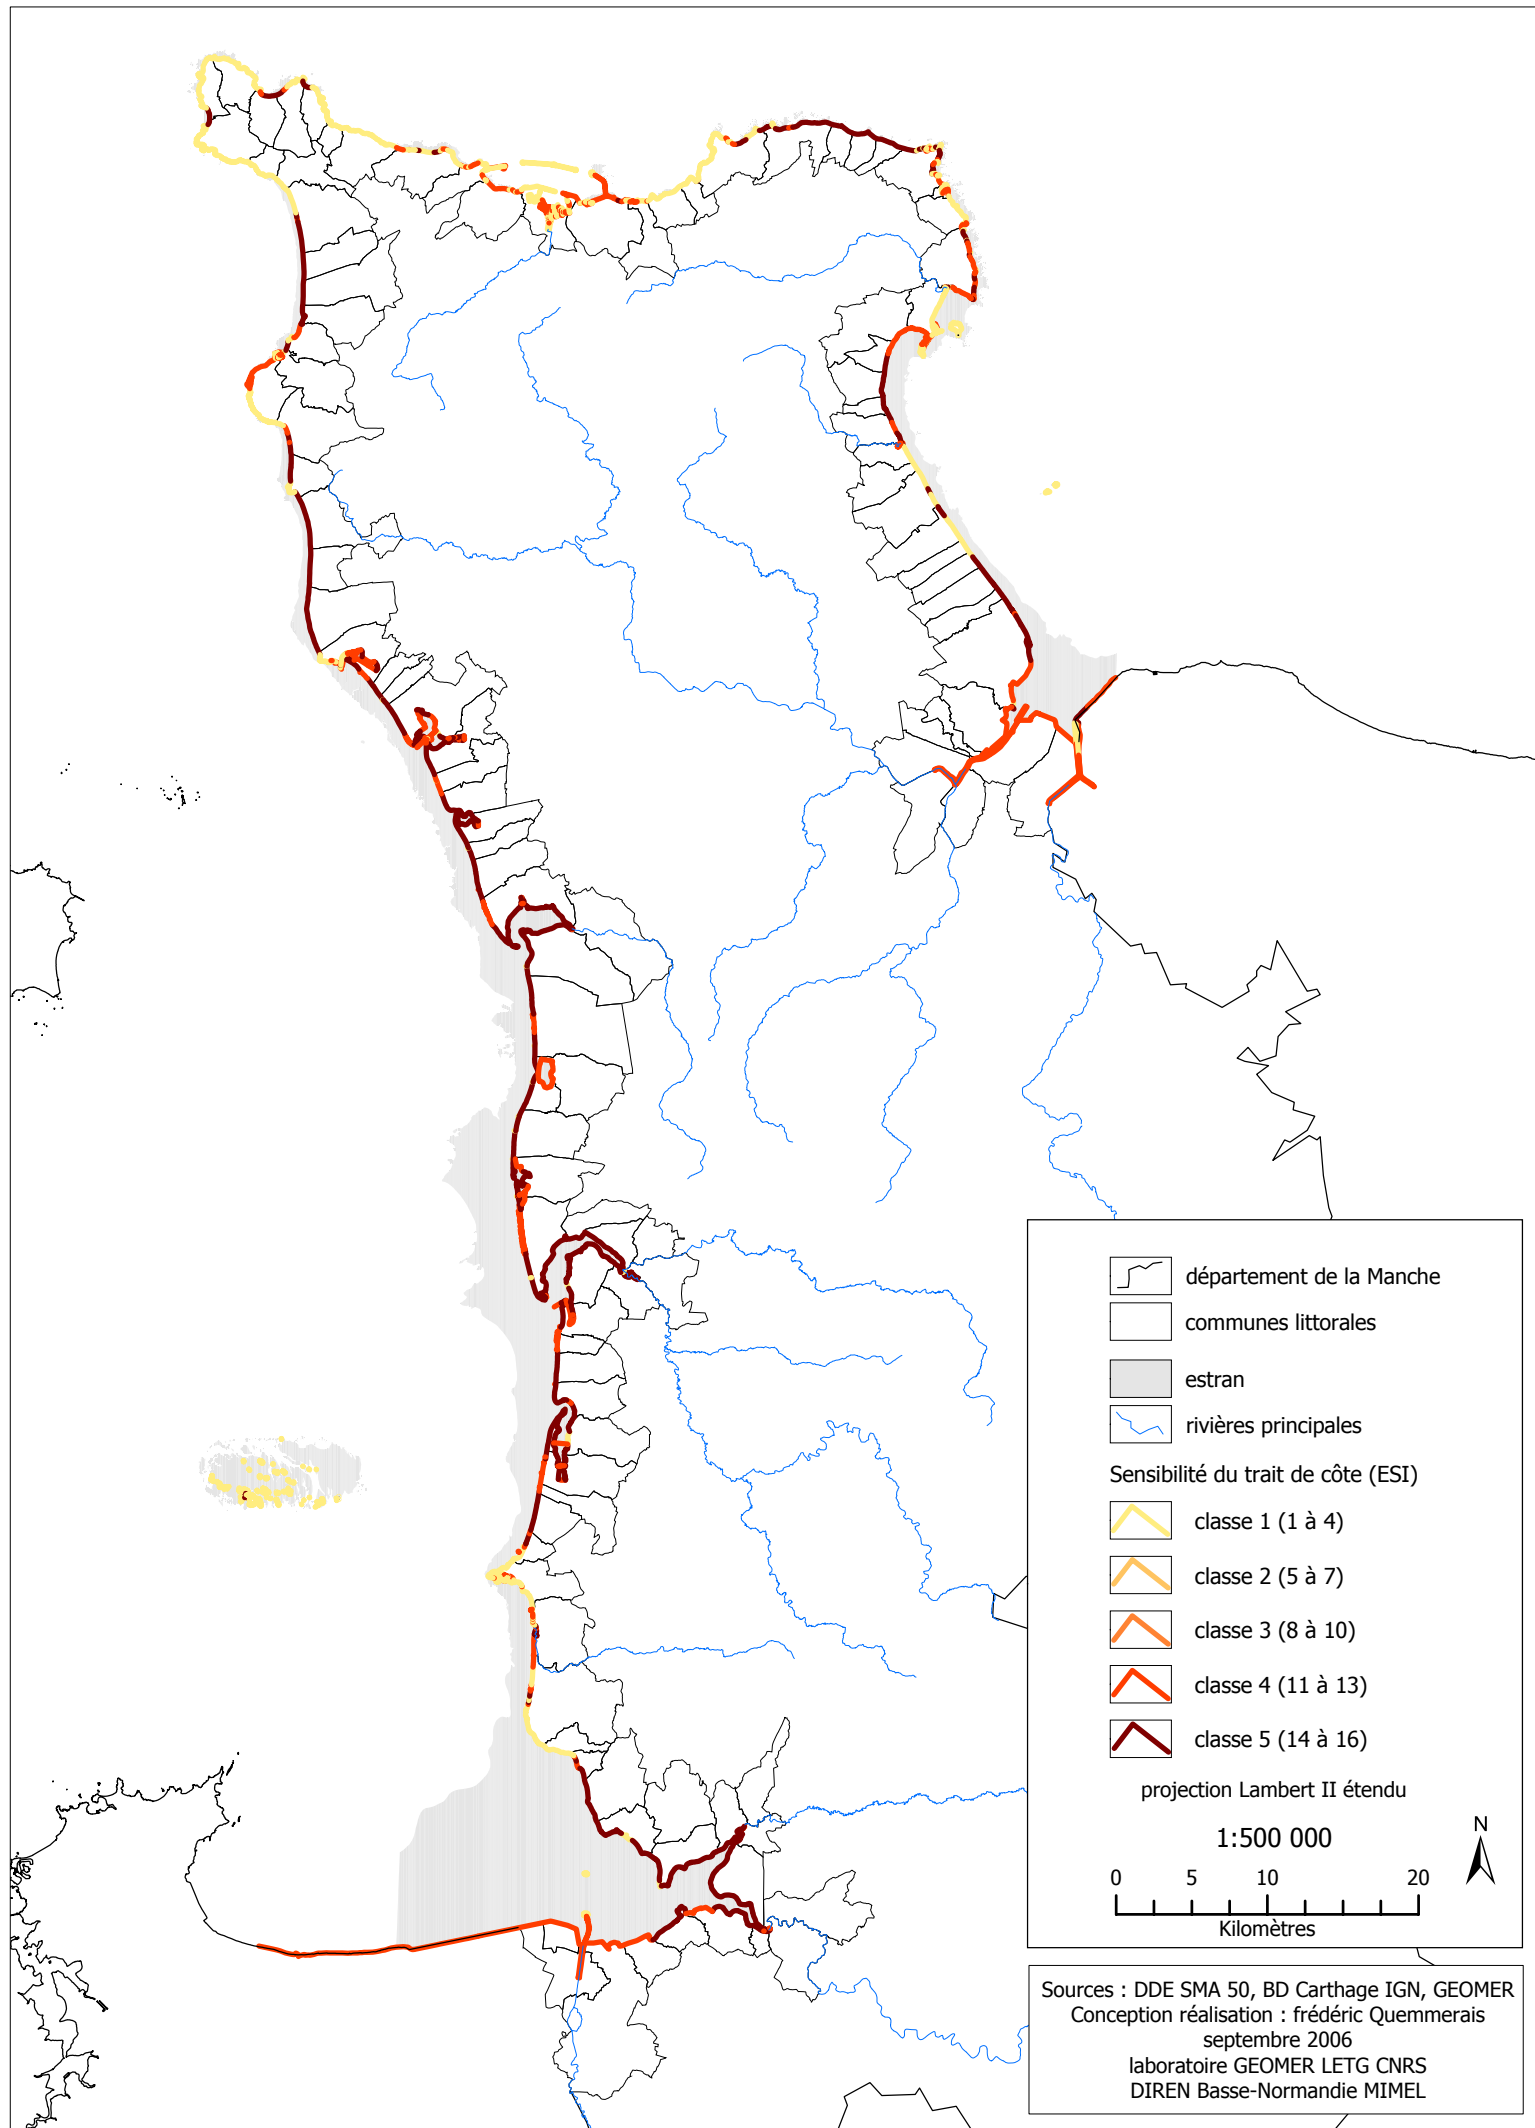 département de la Manche
communes littorales
estran
rivières principales
Sensibilité du trait de côte (ESI)
classe 1 (1 à 4)
classe 2 (5 à 7)
classe 3 (8 à 10)
classe 4 (11 à 13)
classe 5 (14 à 16)
projection Lambert II étendu
1:500 000
N
0 5 10 20
Kilomètres
Sources : DDE SMA 50, BD Carthage IGN, GEOMER
Conception réalisation : frédéric Quemmerais
septembre 2006
laboratoire GEOMER LETG CNRS
DIREN Basse-Normandie MIMEL